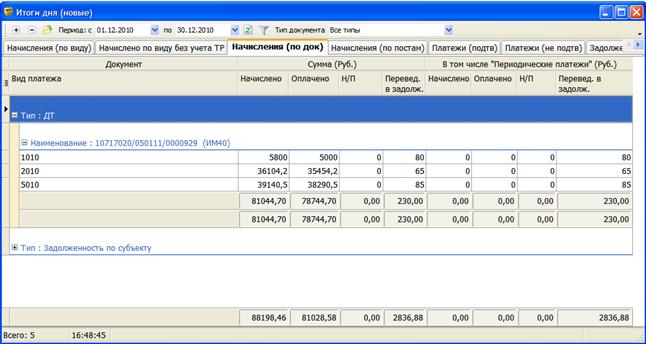 Итоги дня (новые)
Период: с 01.12.2010 по 30.12.2010 Тип документа Все типы
Начисления (по виду) Начислено по виду без учета ТР Начисления (по док) Начисления (по постам) Платежи (подтв) Платежи (не подтв) Задолже
Документ Сумма (Руб.) В том числе "Периодические платежи" (Руб.)
Вид платежа Начислено Оплачено Н/П Перевед. в задолж. Начислено Оплачено Н/П Перевед. в задолж.
Тип : ДТ
Наименование : 10717020/050111/0000929 (ИМ40)
1010 5800 5000 0 80 0 0 0 80
2010 36104,2 35454,2 0 65 0 0 0 65
5010 39140,5 38290,5 0 85 0 0 0 85
81044,70 78744,70 0,00 230,00 0,00 0,00 0,00 230,00
81044,70 78744,70 0,00 230,00 0,00 0,00 0,00 230,00
Тип : Задолженность по субъекту
88198,46 81028,58 0,00 2836,88 0,00 0,00 0,00 2836,88
Всего: 5 16:48:45